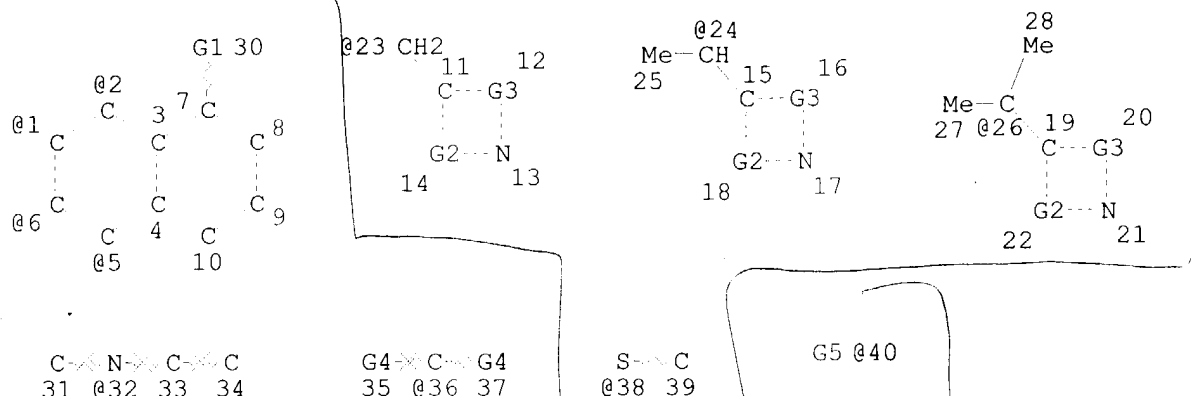 28
@24
G1 30 @23 CH2 12 Me CH Me
11 16
@2 25 15
7 C G3 C G3 Me C
C 3 C 27 @26 19 20
@1 C C C 8 C G3
G2 N G2 N
14 13 18 17
C C C 9 G2 N
@6 4 22 21
C C
@5 10
C N C C G4 C G4 S C G5 @40
31 @32 33 34 35 @36 37 @38 39